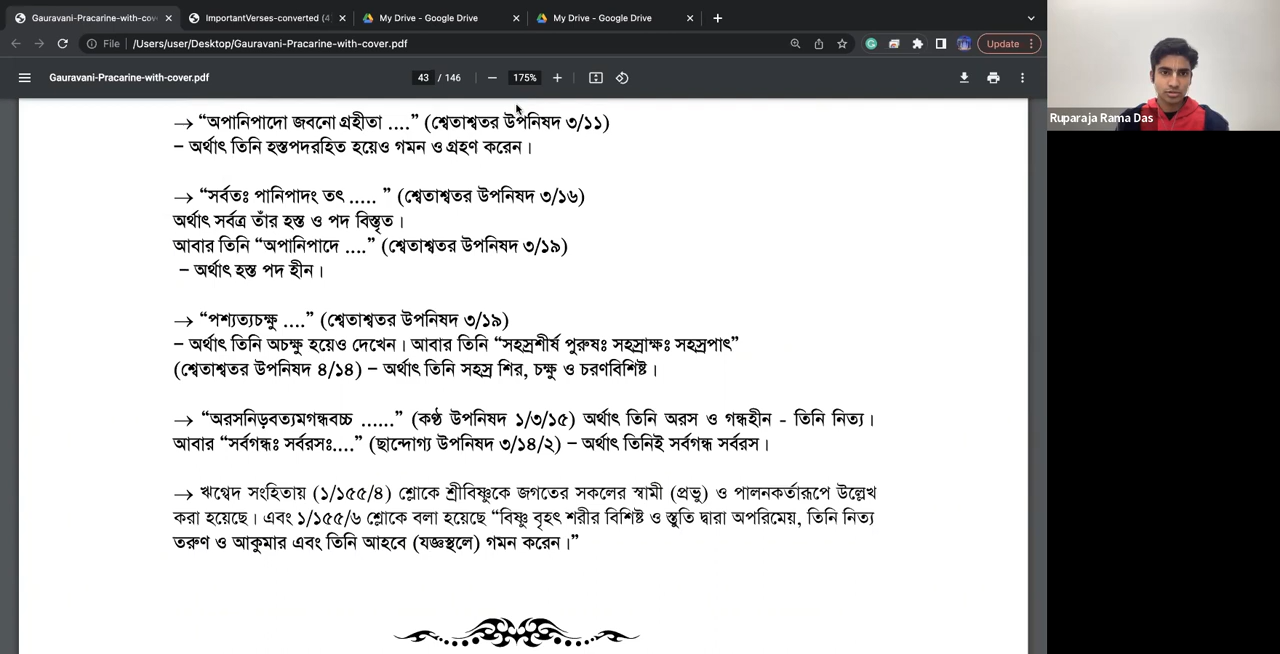 Gauravani-Pracarine-with-cov
ImportantVerses-converted (4
My Drive - Google Drive
My Drive - Google Drive
File
/Users/user/Desktop/Gauravani-Pracarine-with-cover.pdf
Update
Gauravani-Pracarine-with-cover.pdf
43 / 146
175%
→ “অপানিপাদো জবনো গ্রহীতা ....” (শ্বেতাশ্বতর উপনিষদ ৩/১১)
– অর্থাৎ তিনি হস্তপদরহিত হয়েও গমন ও গ্রহণ করেন।
→ “সর্বতঃ পানিপাদং তৎ ..... ” (শ্বেতাশ্বতর উপনিষদ ৩/১৬)
অর্থাৎ সর্বত্র তাঁর হস্ত ও পদ বিস্তৃত।
আবার তিনি “অপানিপাদে ....” (শ্বেতাশ্বতর উপনিষদ ৩/১৯)
– অর্থাৎ হস্ত পদ হীন।
→ “পশ্যত্যচক্ষু ....” (শ্বেতাশ্বতর উপনিষদ ৩/১৯)
– অর্থাৎ তিনি অচক্ষু হয়েও দেখেন। আবার তিনি “সহস্রশীর্ষ পুরুষঃ সহস্রাক্ষঃ সহস্রপাৎ”
(শ্বেতাশ্বতর উপনিষদ ৪/১৪) – অর্থাৎ তিনি সহস্র শির, চক্ষু ও চরণবিশিষ্ট।
→ “অরসনিড়বত্যমগন্ধবচ্চ ......” (কণ্ঠ উপনিষদ ১/৩/১৫) অর্থাৎ তিনি অরস ও গন্ধহীন - তিনি নিত্য।
আবার “সর্বগন্ধঃ সর্বরসঃ....” (ছান্দোগ্য উপনিষদ ৩/১৪/২) – অর্থাৎ তিনিই সর্বগন্ধ সর্বরস।
→ ঋগ্বেদ সংহিতায় (১/১৫৫/৪) শ্লোকে শ্রীবিষ্ণুকে জগতের সকলের স্বামী (প্রভু) ও পালনকর্তারূপে উল্লেখ
করা হয়েছে। এবং ১/১৫৫/৬ শ্লোকে বলা হয়েছে “বিষ্ণু বৃহৎ শরীর বিশিষ্ট ও স্তুতি দ্বারা অপরিমেয়, তিনি নিত্য
তরুণ ও আকুমার এবং তিনি আহবে (যজ্ঞস্থলে) গমন করেন।”
Ruparaja Rama Das